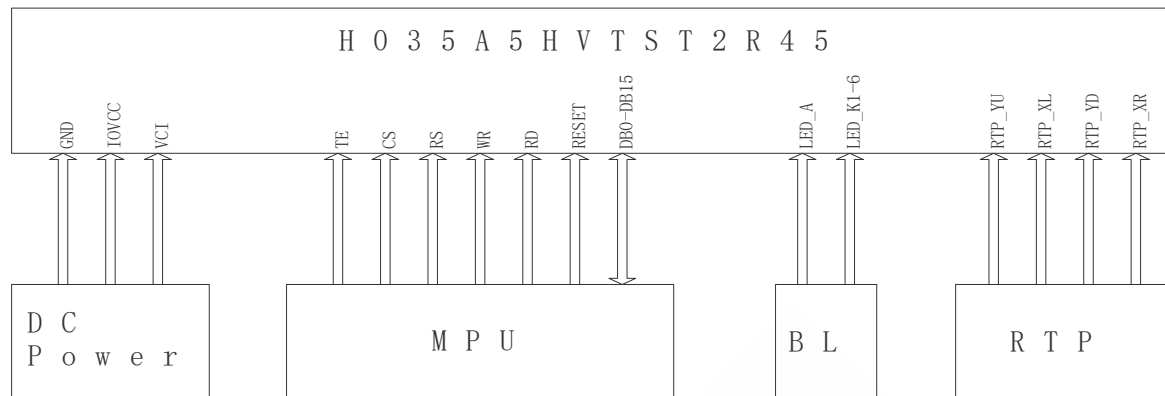 H035A5HVTST2R45
GND
IOVCC
VCI
TE
CS
RS
WR
RD
RESET
DB0-DB15
LED_A
LED_K1-6
RTP_YU
RTP_XL
RTP_YD
RTP_XR
DC
Power
MPU
BL
RTP